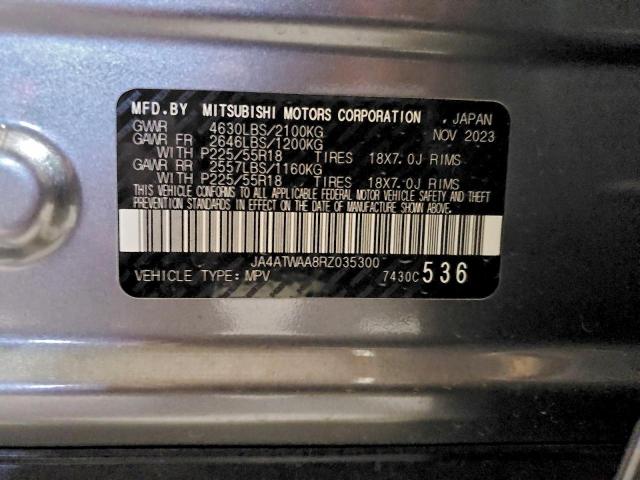 MFD.BY MITSUBISHI MOTORS CORPORATION , JAPAN
GVWR 4630LBS/2100KG NOV 2023
GAWR FR 2646LBS/1200KG
WITH P225/55R18 TIRES 18X7.0J RIMS
GAWR RR 2557LBS/1160KG
WITH P225/55R18 TIRES 18X7.0J RIMS
THIS VEHICLE CONFORMS TO ALL APPLICABLE FEDERAL MOTOR VEHICLE SAFETY AND THEFT
PREVENTION STANDARDS IN EFFECT ON THE DATE OF MANUFACTURE SHOWN ABOVE.
JA4ATWAA8RZ035300
VEHICLE TYPE:MPV 7430C 536